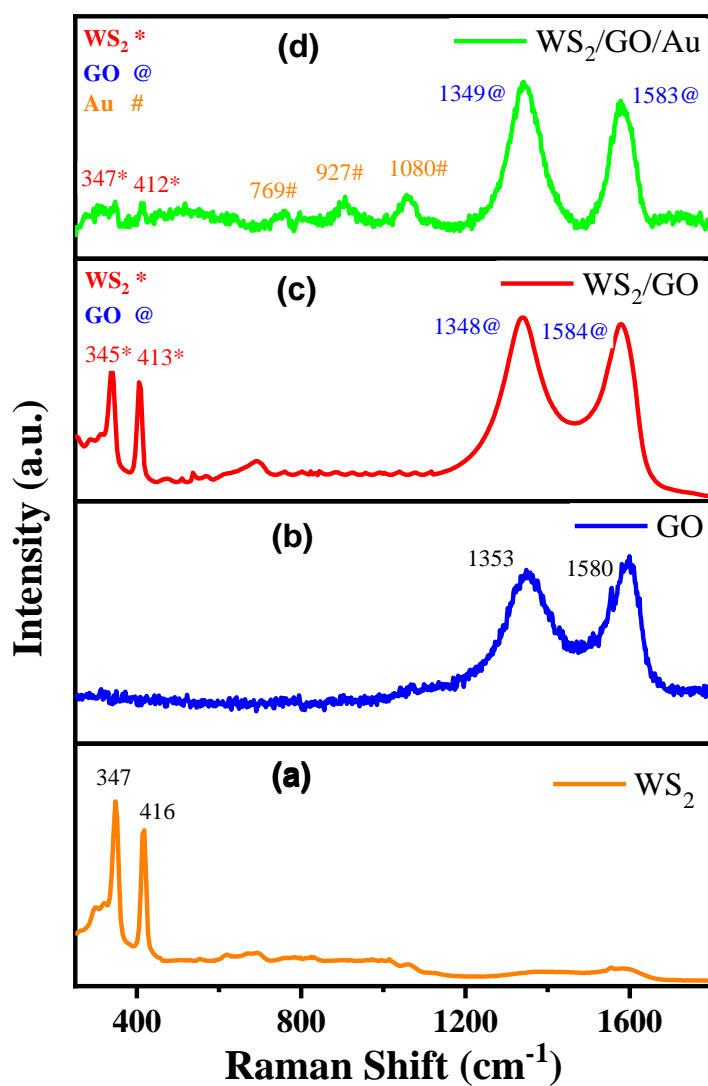 WS₂ *
GO @
Au #
(d)
WS₂/GO/Au
1349@
1583@
347*
412*
769#
927#
1080#
WS₂ *
GO @
(c)
WS₂/GO
345*
413*
1348@
1584@
(b)
GO
1353
1580
(a)
WS₂
347
416
Intensity (a.u.)
400 800 1200 1600
Raman Shift (cm⁻¹)